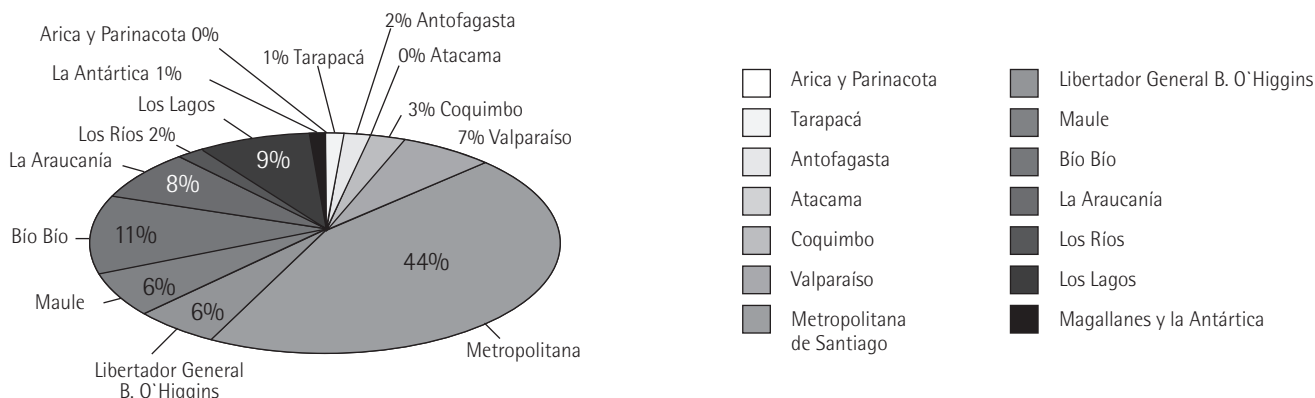 2% Antofagasta
Arica y Parinacota 0%
1% Tarapacá
0% Atacama
La Antártica 1%
Los Lagos
3% Coquimbo
Los Ríos 2%
7% Valparaíso
La Araucanía
9%
8%
Bío Bío
11%
44%
6%
6%
Maule
Metropolitana
Libertador General
B. O`Higgins
Arica y Parinacota
Tarapacá
Antofagasta
Atacama
Coquimbo
Valparaíso
Metropolitana
de Santiago
Libertador General B. O`Higgins
Maule
Bío Bío
La Araucanía
Los Ríos
Los Lagos
Magallanes y la Antártica